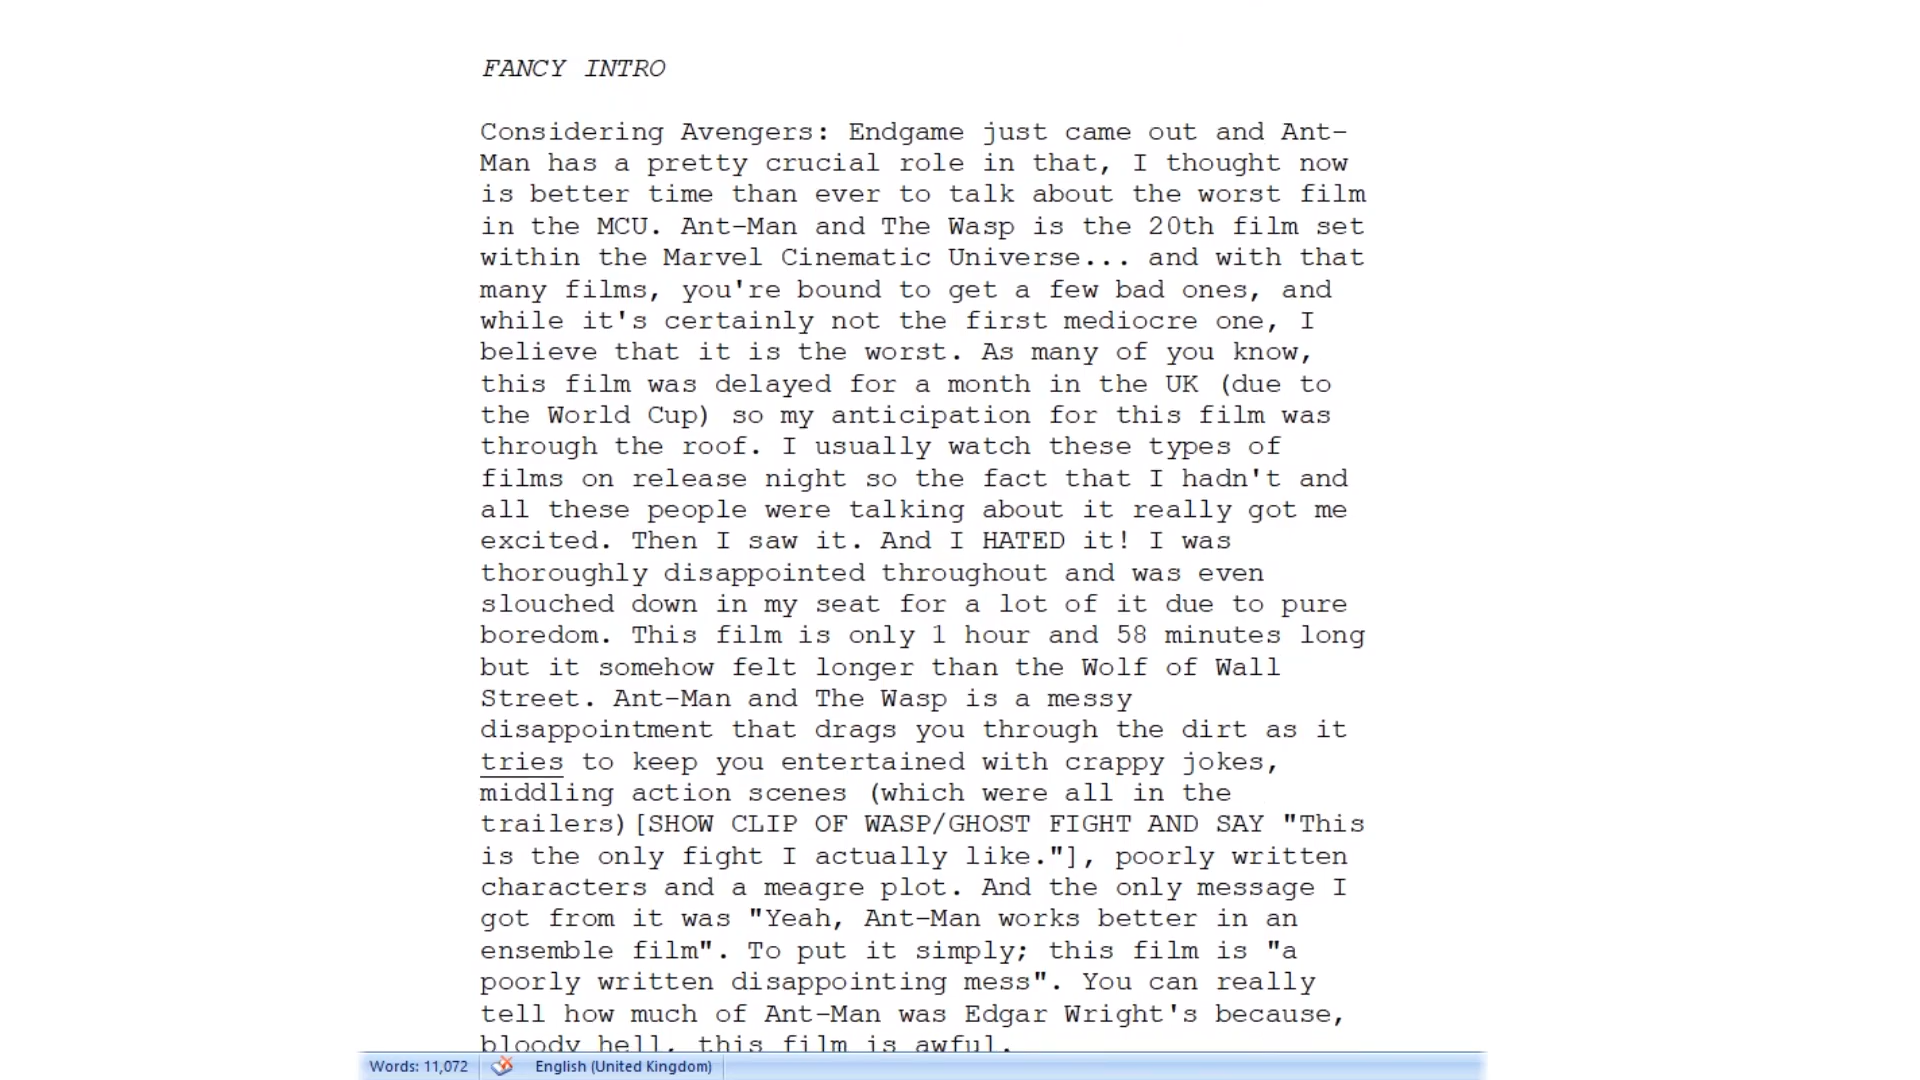 FANCY INTRO
Considering Avengers: Endgame just came out and Ant-
Man has a pretty crucial role in that, I thought now
is better time than ever to talk about the worst film
in the MCU. Ant-Man and The Wasp is the 20th film set
within the Marvel Cinematic Universe... and with that
many films, you're bound to get a few bad ones, and
while it's certainly not the first mediocre one, I
believe that it is the worst. As many of you know,
this film was delayed for a month in the UK (due to
the World Cup) so my anticipation for this film was
through the roof. I usually watch these types of
films on release night so the fact that I hadn't and
all these people were talking about it really got me
excited. Then I saw it. And I HATED it! I was
thoroughly disappointed throughout and was even
slouched down in my seat for a lot of it due to pure
boredom. This film is only 1 hour and 58 minutes long
but it somehow felt longer than the Wolf of Wall
Street. Ant-Man and The Wasp is a messy
disappointment that drags you through the dirt as it
tries to keep you entertained with crappy jokes,
middling action scenes (which were all in the
trailers)[SHOW CLIP OF WASP/GHOST FIGHT AND SAY "This
is the only fight I actually like."], poorly written
characters and a meagre plot. And the only message I
got from it was "Yeah, Ant-Man works better in an
ensemble film". To put it simply; this film is "a
poorly written disappointing mess". You can really
tell how much of Ant-Man was Edgar Wright's because,
bloody hell, this film is awful.
Words: 11,072 English (United Kingdom)